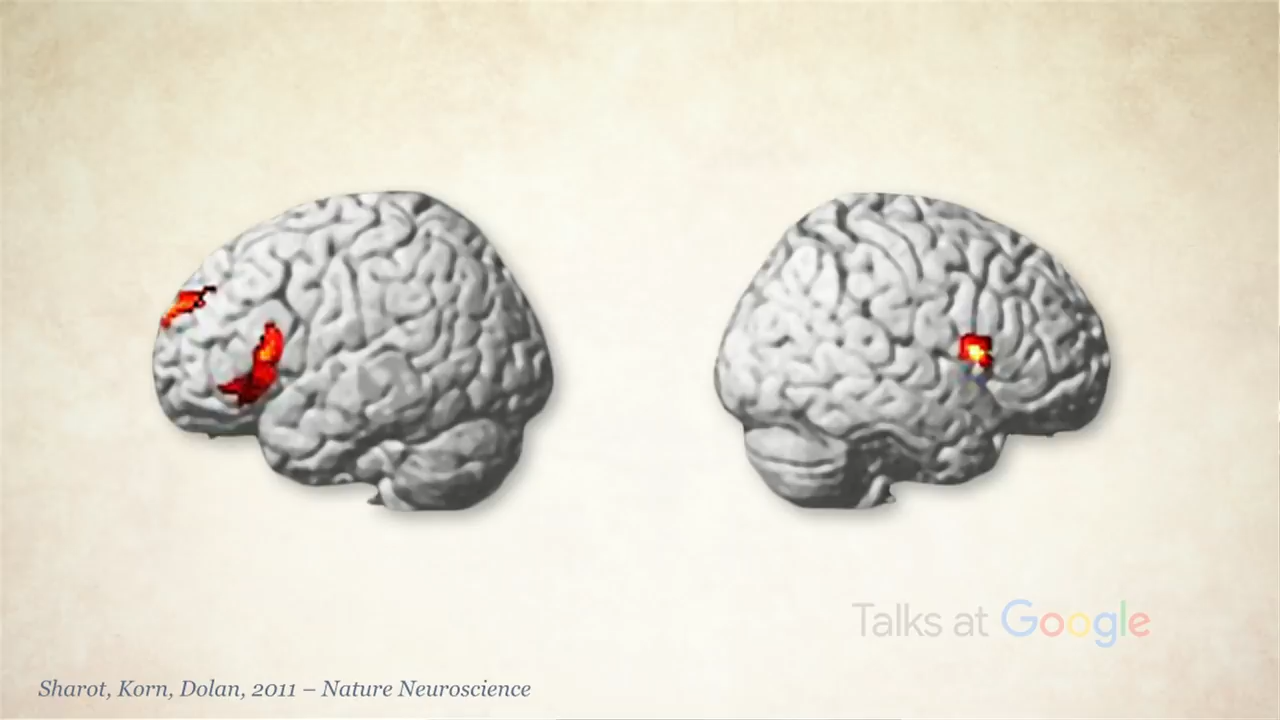 Talks at Google
Sharot, Korn, Dolan, 2011 – Nature Neuroscience